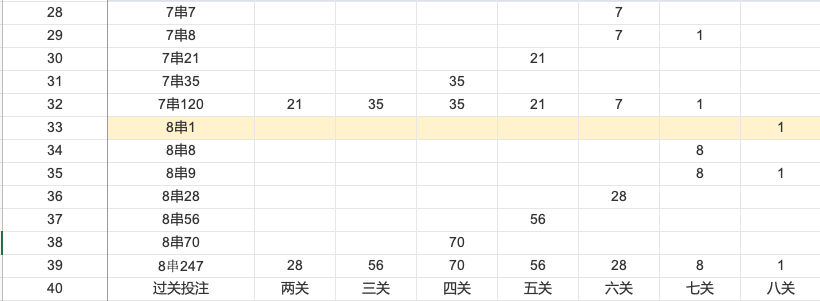 28 7串7 7
29 7串8 7 1
30 7串21 21
31 7串35 35
32 7串120 21 35 35 21 7 1
33 8串1 1
34 8串8 8
35 8串9 8 1
36 8串28 28
37 8串56 56
38 8串70 70
39 8串247 28 56 70 56 28 8 1
40 过关投注 两关 三关 四关 五关 六关 七关 八关